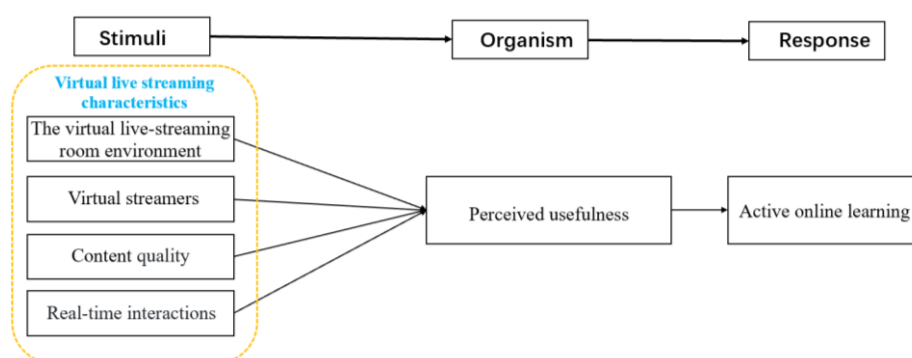 Stimuli
Organism
Response
Virtual live streaming
characteristics
The virtual live-streaming
room environment
Virtual streamers
Content quality
Real-time interactions
Perceived usefulness
Active online learning